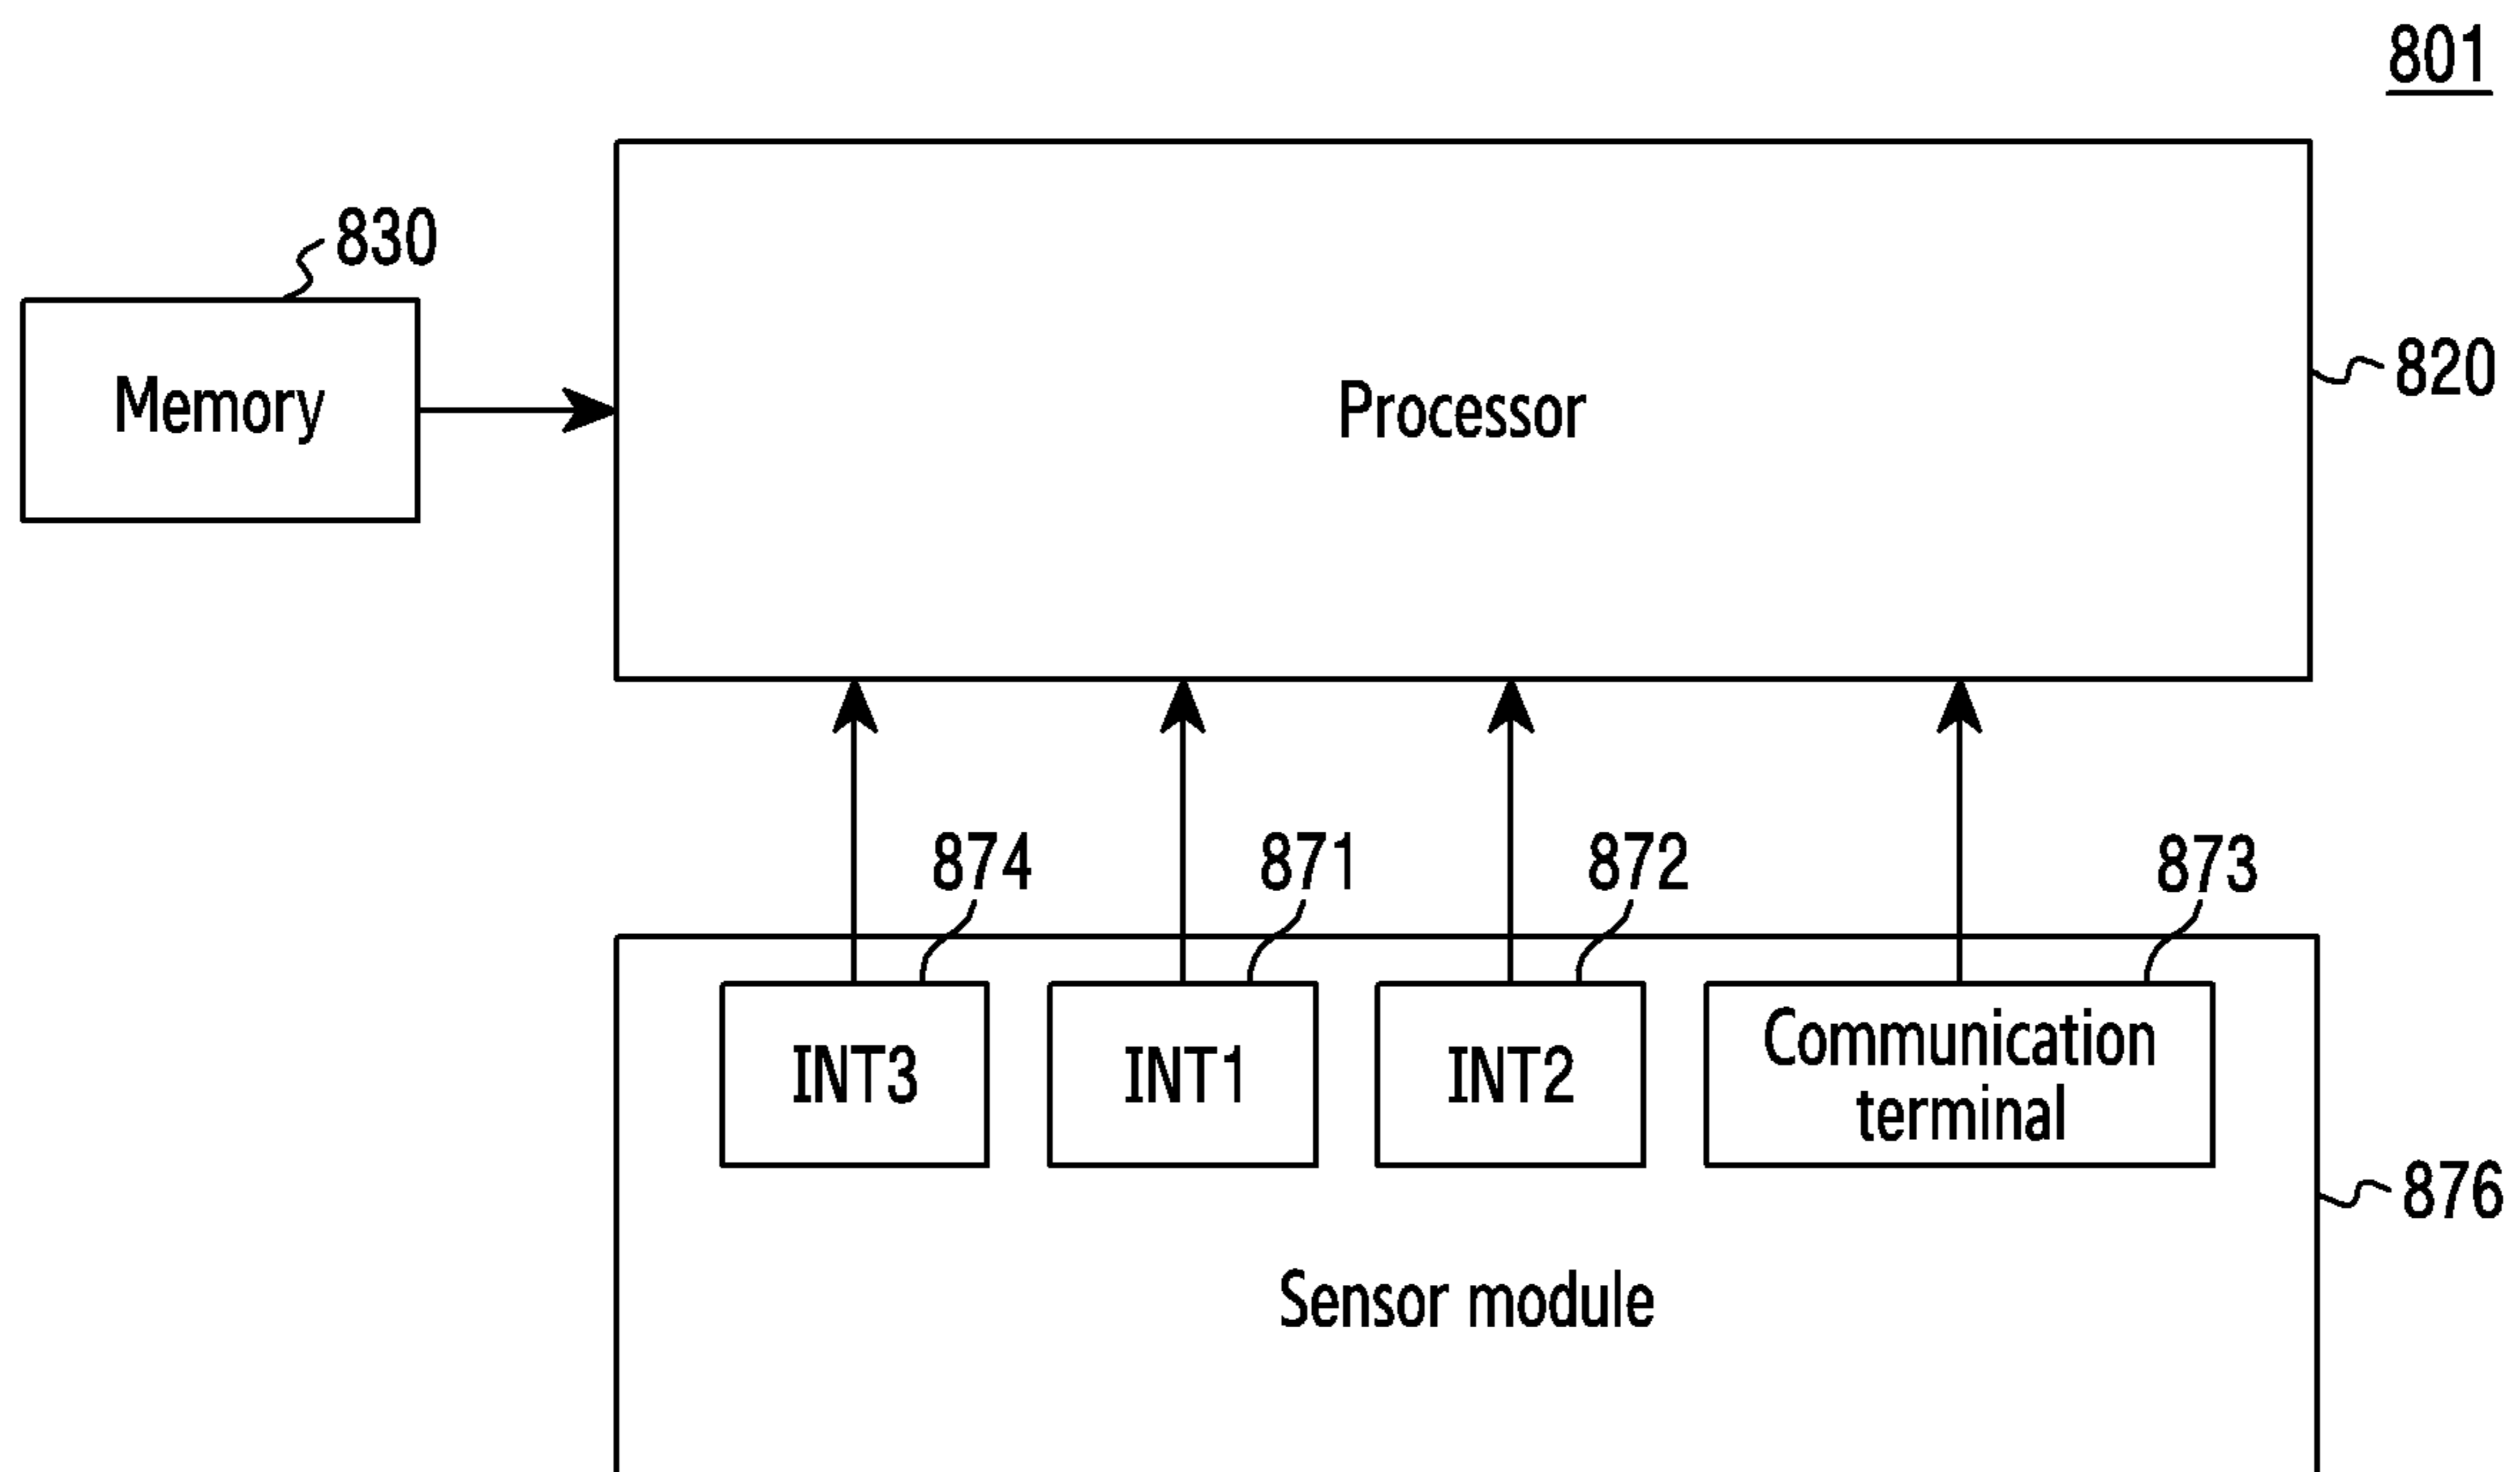 801
830
Memory
Processor
820
874
871
872
873
INT3
INT1
INT2
Communication
terminal
876
Sensor module